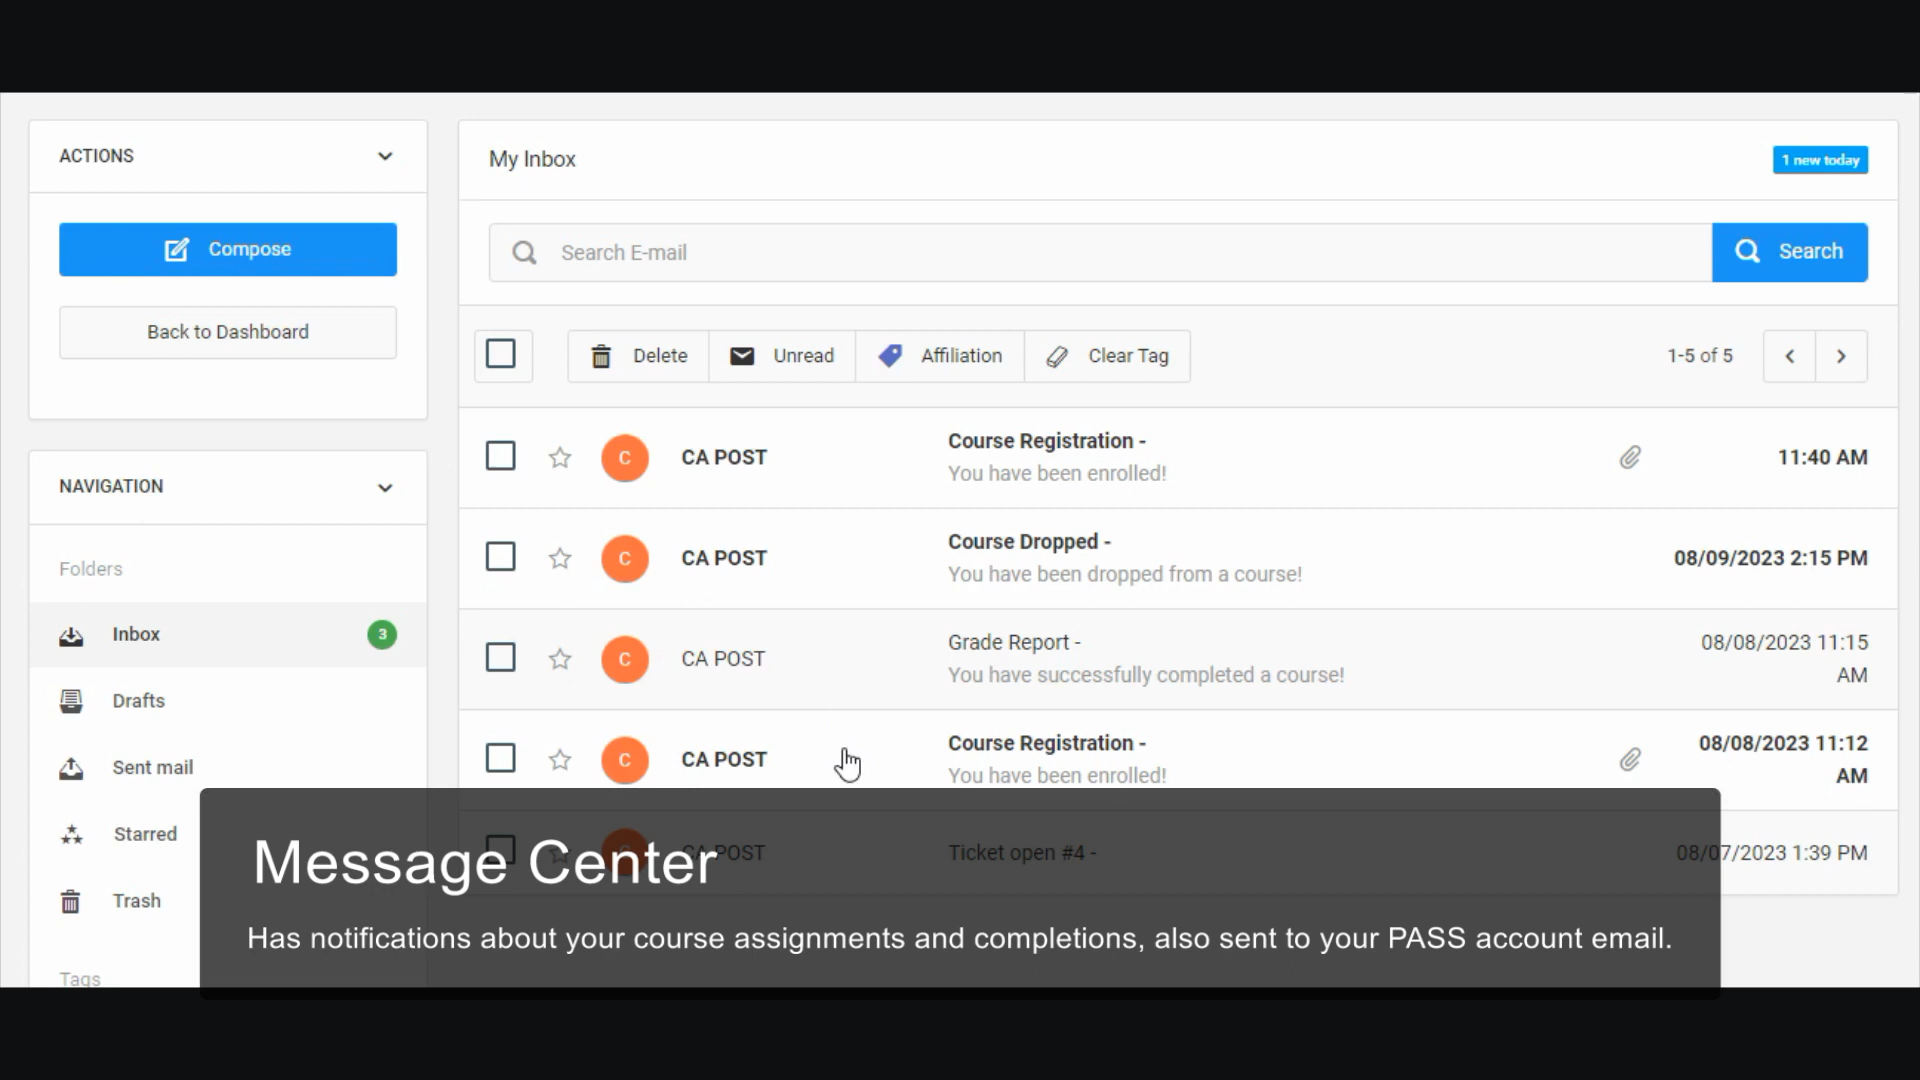 ACTIONS
Compose
Back to Dashboard
NAVIGATION
Folders
Inbox 3
Drafts
Sent mail
Starred
Trash
Tags
My Inbox 1 new today
Search E-mail Search
Delete Unread Affiliation Clear Tag 1-5 of 5
C CA POST Course Registration - 11:40 AM
You have been enrolled!
C CA POST Course Dropped - 08/09/2023 2:15 PM
You have been dropped from a course!
C CA POST Grade Report - 08/08/2023 11:15 AM
You have successfully completed a course!
C CA POST Course Registration - 08/08/2023 11:12 AM
You have been enrolled!
C CA POST Ticket open #4 - 08/07/2023 1:39 PM
Message Center
Has notifications about your course assignments and completions, also sent to your PASS account email.